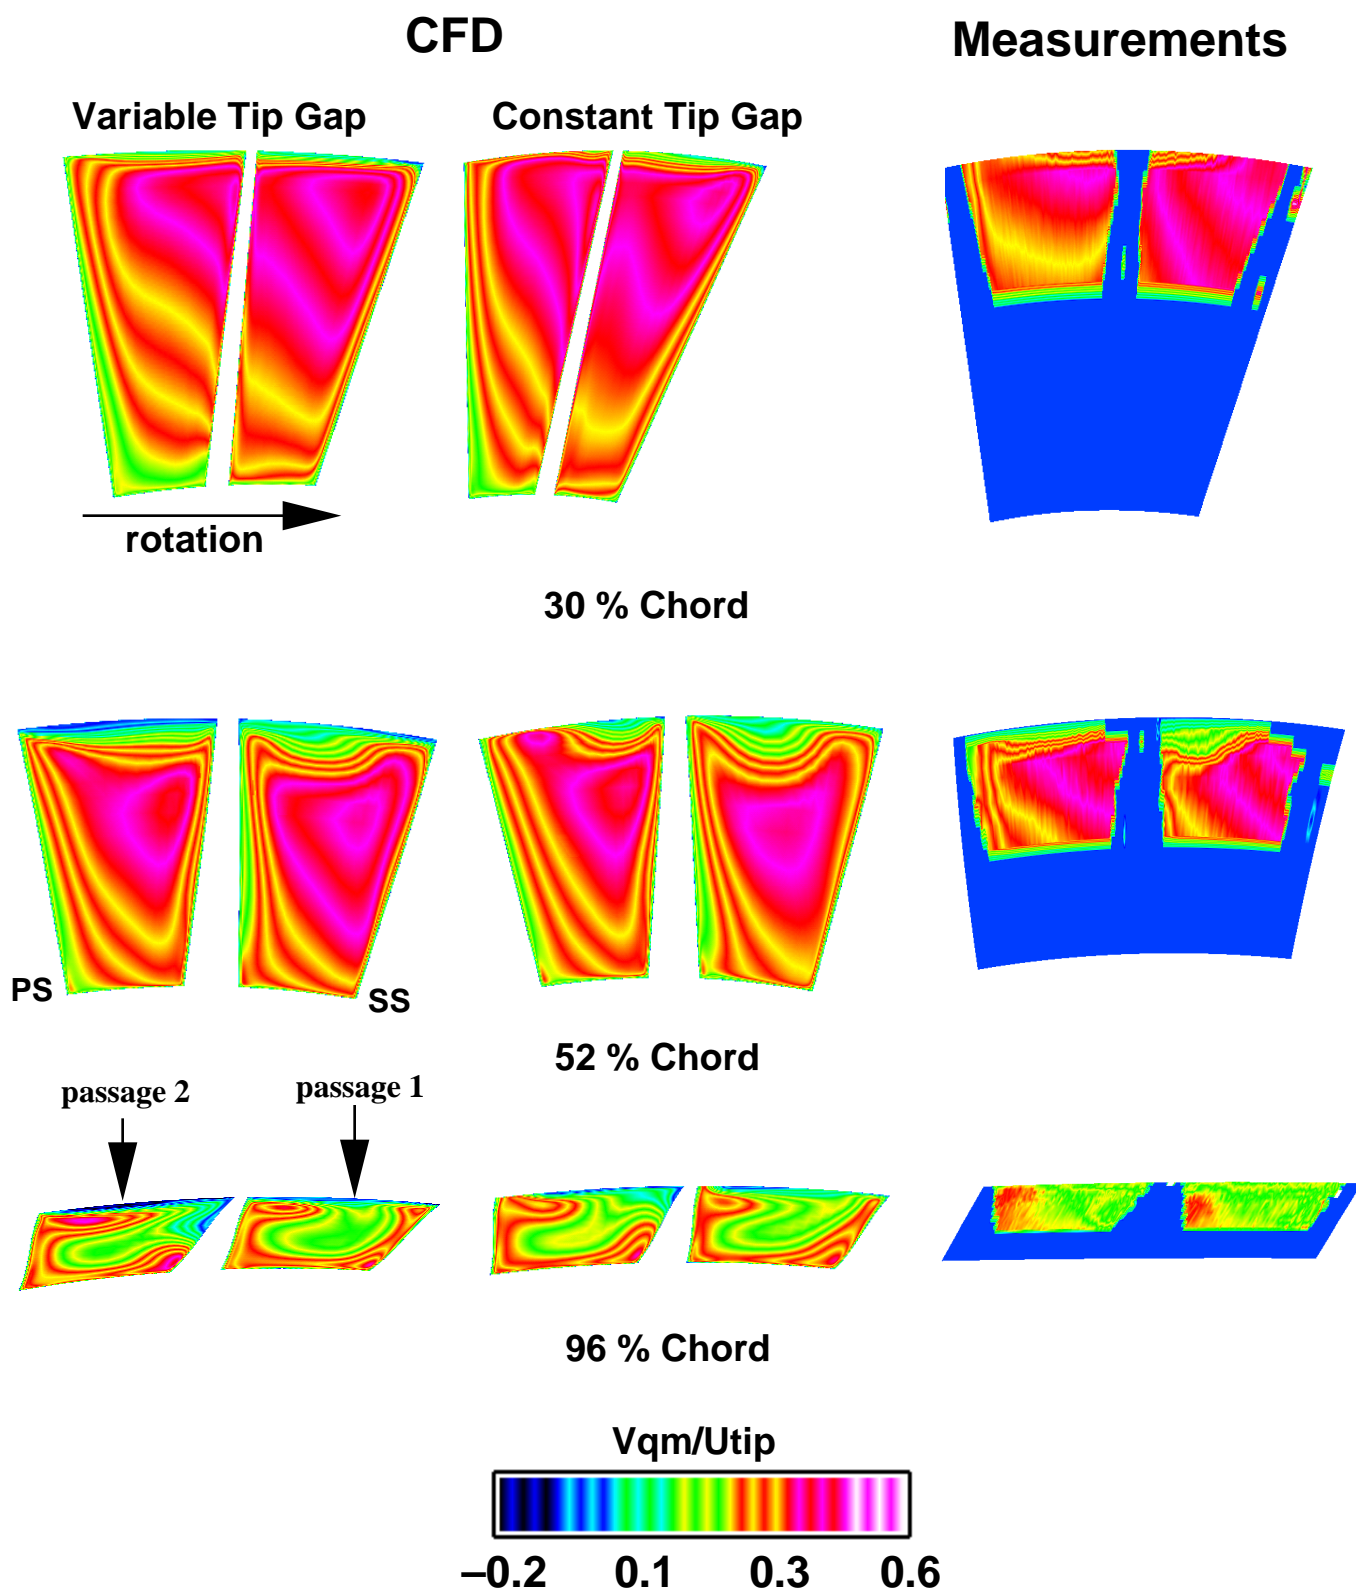 CFD
Measurements
Variable Tip Gap
Constant Tip Gap
rotation
30 % Chord
PS
SS
52 % Chord
passage 2
passage 1
96 % Chord
Vqm/Utip
–0.2 0.1 0.3 0.6